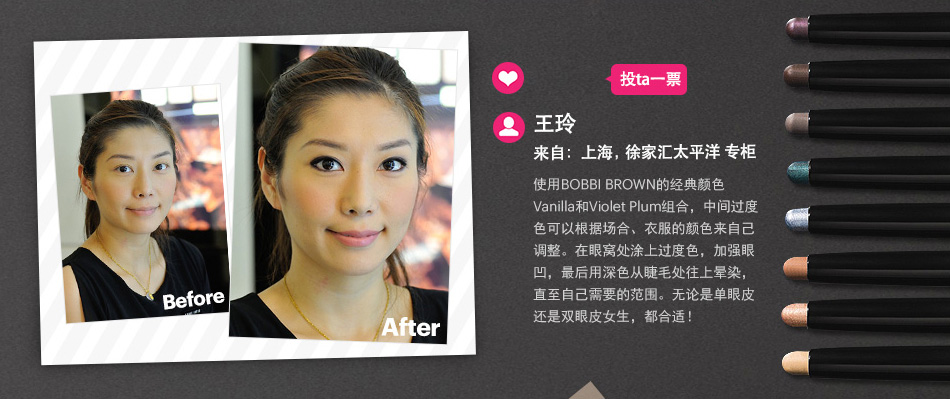 投ta一票
王玲
来自：上海，徐家汇太平洋 专柜
使用BOBBI BROWN的经典颜色
Vanilla和Violet Plum组合，中间过度
色可以根据场合、衣服的颜色来自己
调整。在眼窝处涂上过度色，加强眼
凹，最后用深色从睫毛处往上晕染，
直至自己需要的范围。无论是单眼皮
还是双眼皮女生，都合适！
Before
After